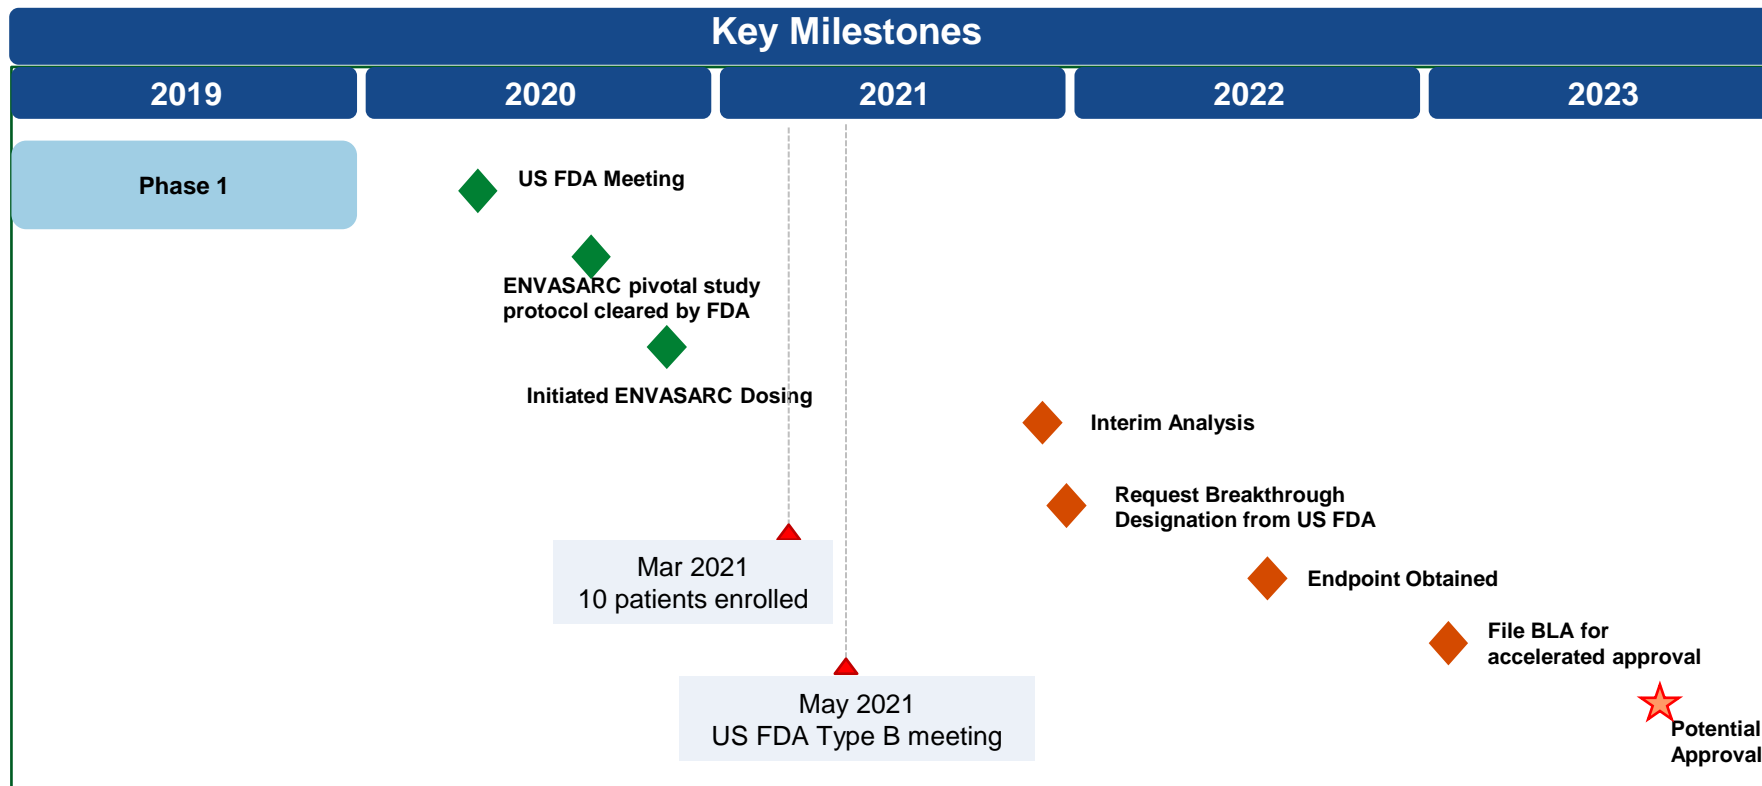 Key Milestones
2019
2020
2021
2022
2023
Phase 1
US FDA Meeting
ENVASARC pivotal study
protocol cleared by FDA
Initiated ENVASARC Dosing
Interim Analysis
Request Breakthrough
Designation from US FDA
Mar 2021
10 patients enrolled
Endpoint Obtained
File BLA for
accelerated approval
May 2021
US FDA Type B meeting
Potential
Approval